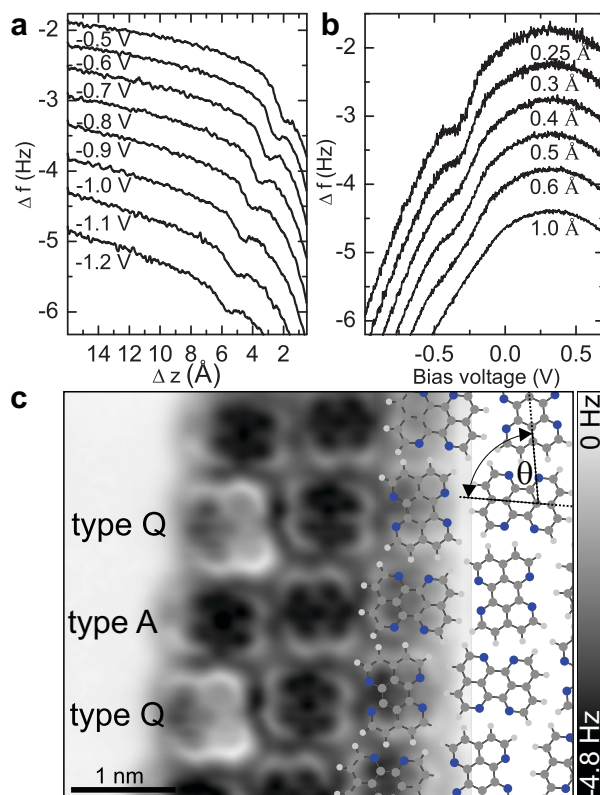 a
-2
-3
-4
-5
-6
Δ f (Hz)
-0.5 V
-0.6 V
-0.7 V
-0.8 V
-0.9 V
-1.0 V
-1.1 V
-1.2 V
14 12 10 8 6 4 2
Δ z (Å)
b
-2
-3
-4
-5
-6
Δ f (Hz)
0.25 Å
0.3 Å
0.4 Å
0.5 Å
0.6 Å
1.0 Å
-0.5 0.0 0.5
Bias voltage (V)
c
type Q
type A
type Q
1 nm
θ
0 Hz
-4.8 Hz